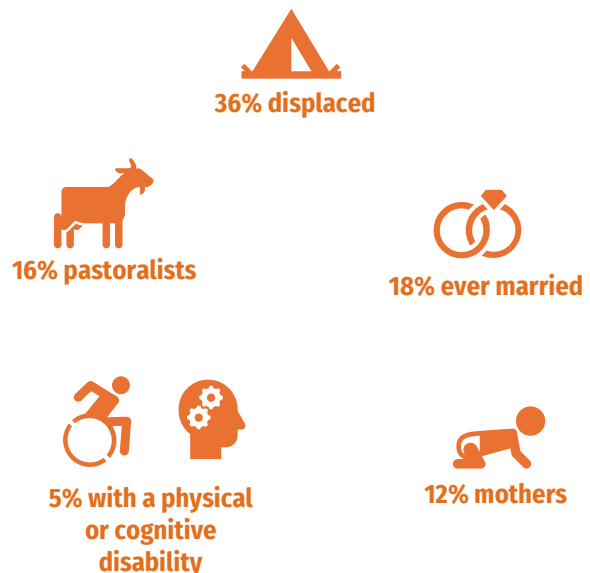 36% displaced
16% pastoralists
18% ever married
5% with a physical
or cognitive
disability
12% mothers